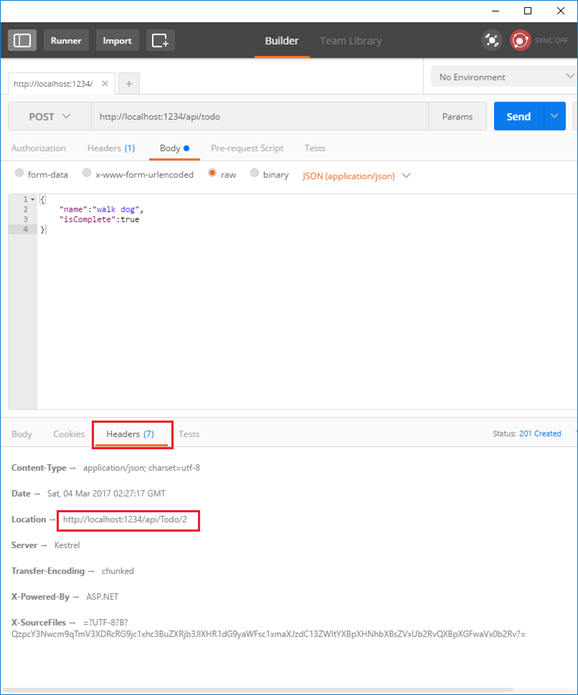 Runner Import Builder Team Library SYNC OFF
http://localhost:1234/ No Environment
POST http://localhost:1234/api/todo Params Send
Authorization Headers (1) Body Pre-request Script Tests
form-data x-www-form-urlencoded raw binary JSON (application/json)
1 {
2 "name":"walk dog",
3 "isComplete":true
4 }
Body Cookies Headers (7) Tests Status: 201 Created
Content-Type → application/json; charset=utf-8
Date → Sat, 04 Mar 2017 02:27:17 GMT
Location → http://localhost:1234/api/Todo/2
Server → Kestrel
Transfer-Encoding → chunked
X-Powered-By → ASP.NET
X-SourceFiles → =?UTF-8?B?